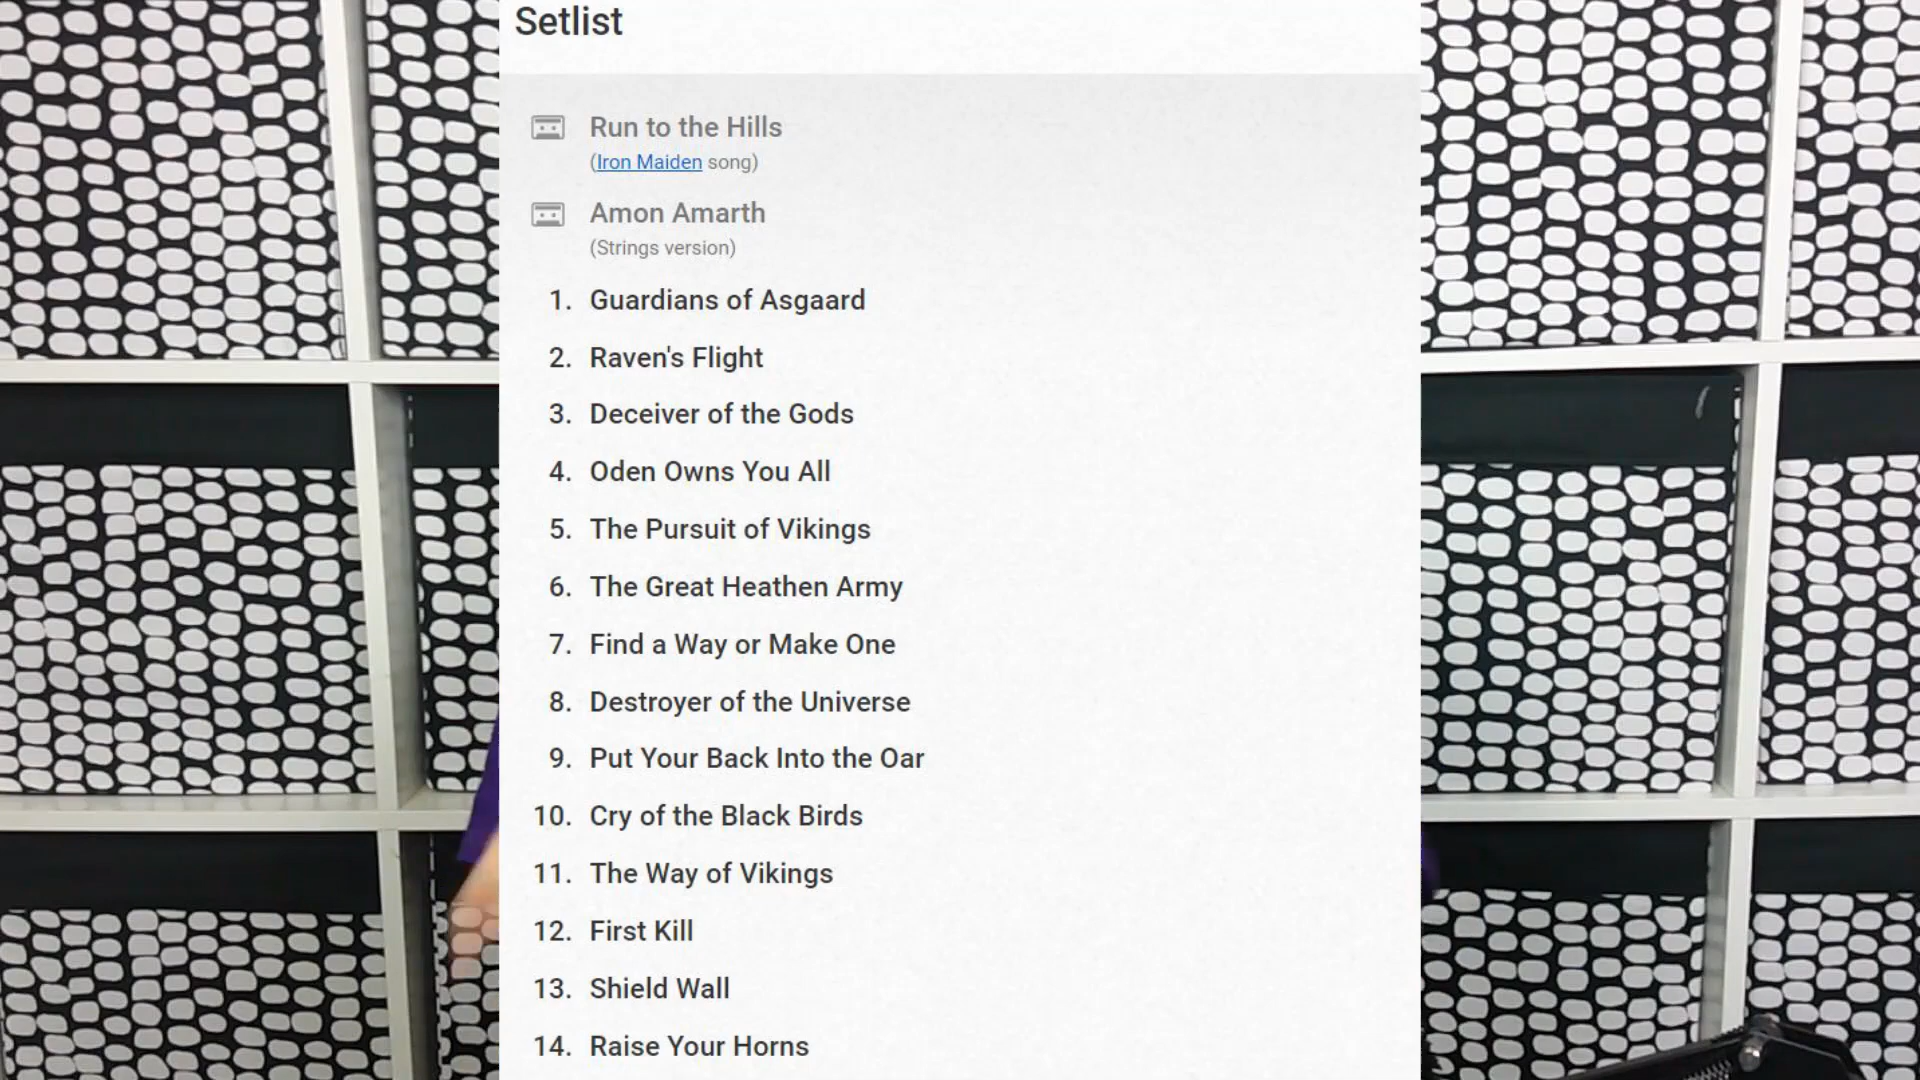 Setlist
Run to the Hills
(Iron Maiden song)
Amon Amarth
(Strings version)
1. Guardians of Asgaard
2. Raven's Flight
3. Deceiver of the Gods
4. Oden Owns You All
5. The Pursuit of Vikings
6. The Great Heathen Army
7. Find a Way or Make One
8. Destroyer of the Universe
9. Put Your Back Into the Oar
10. Cry of the Black Birds
11. The Way of Vikings
12. First Kill
13. Shield Wall
14. Raise Your Horns